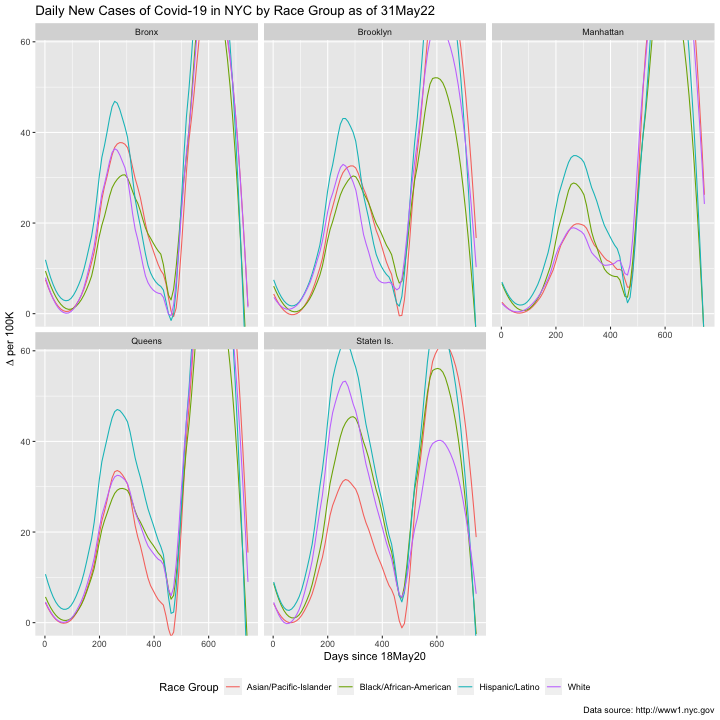 Daily New Cases of Covid-19 in NYC by Race Group as of 31May22
Bronx
Brooklyn
Manhattan
60
40
20
0
0
200
400
600
Queens
Staten Is.
60
40
20
0
0
200
400
600
0
200
400
600
Δ per 100K
Days since 18May20
Race Group
Asian/Pacific-Islander
Black/African-American
Hispanic/Latino
White
Data source: http://www1.nyc.gov